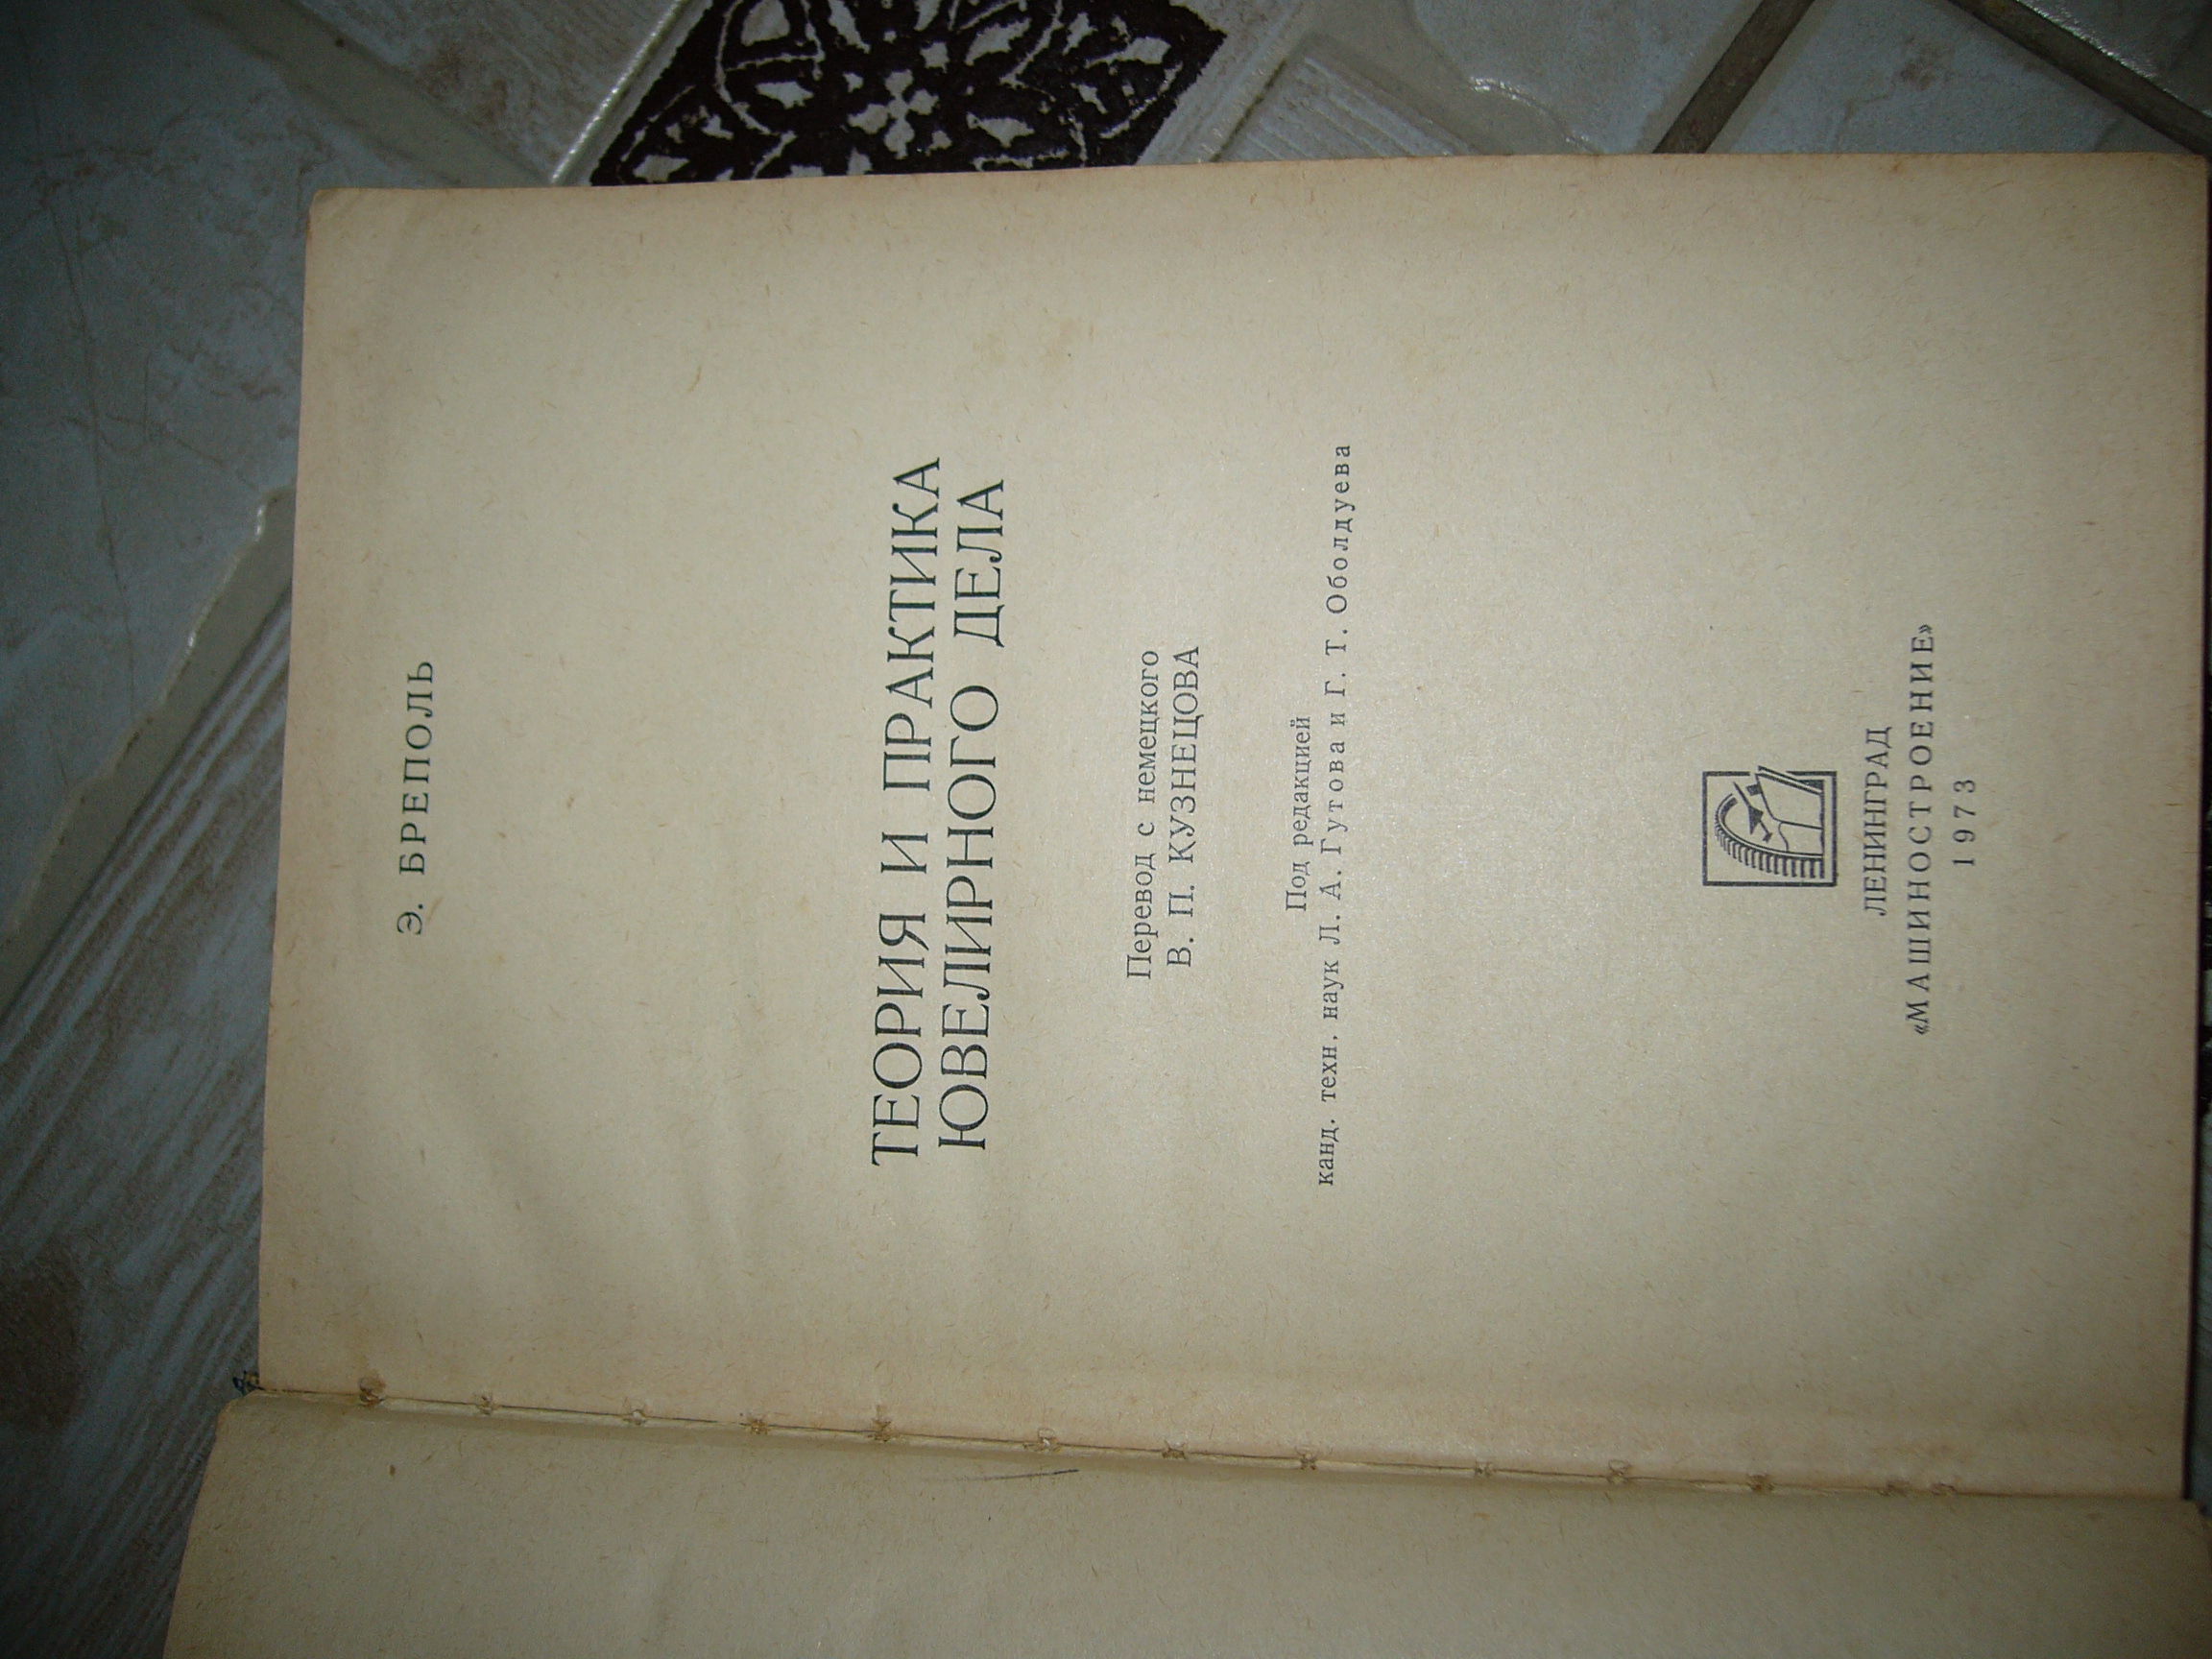 Э. БРЕПОЛЬ
ТЕОРИЯ И ПРАКТИКА
ЮВЕЛИРНОГО ДЕЛА
Перевод с немецкого
В. П. КУЗНЕЦОВА
Под редакцией
канд. техн. наук Л. А. Гутова и Г. Т. Оболдуева
ЛЕНИНГРАД
«МАШИНОСТРОЕНИЕ»
1973